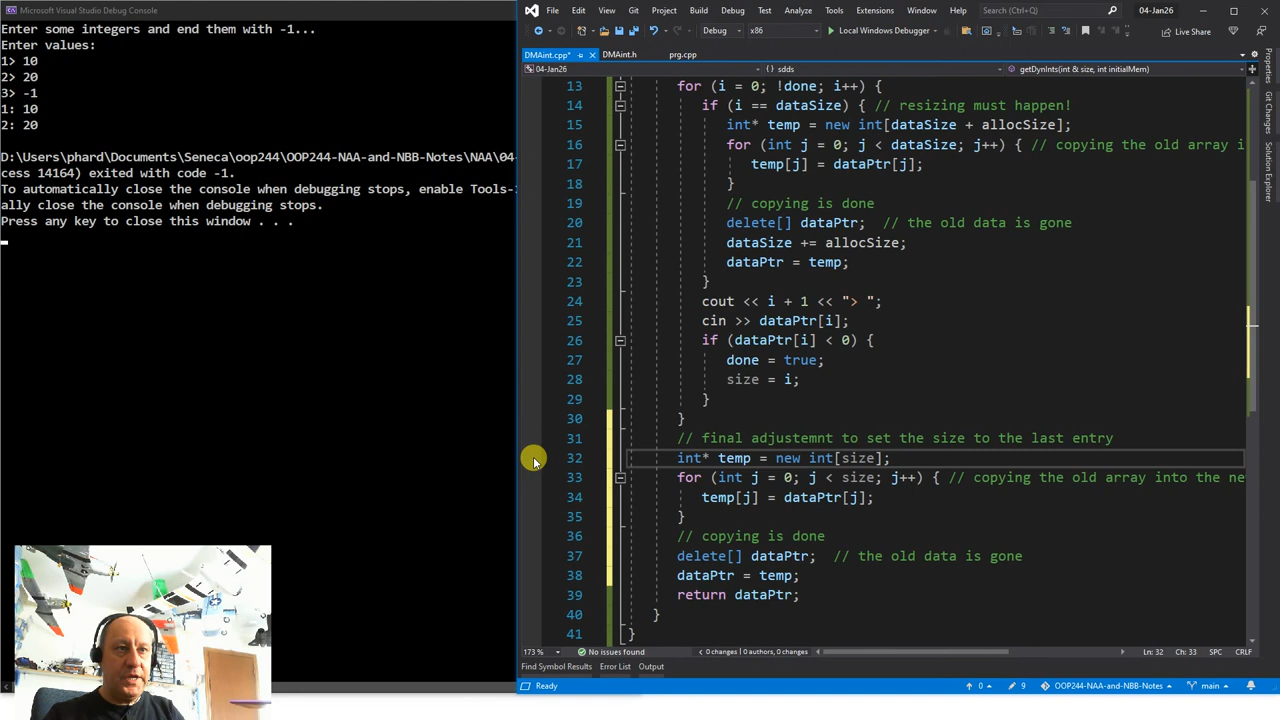 Microsoft Visual Studio Debug Console
Enter some integers and end them with -1...
Enter values:
1> 10
2> 20
3> -1
1: 10
2: 20
D:\Users\phard\Documents\Seneca\oop244\OOP244-NAA-and-NBB-Notes\NAA\04-
cess 14164) exited with code -1.
To automatically close the console when debugging stops, enable Tools-
ally close the console when debugging stops.
Press any key to close this window . . .
File Edit View Git Project Build Debug Test Analyze Tools Extensions Window Help Search (Ctrl+Q) 04-Jan26
Debug x86 Local Windows Debugger Live Share
DMAint.cpp* DMAint.h prg.cpp
04-Jan26 sdds getDynInts(int & size, int initialMem)
13 for (i = 0; !done; i++) {
14 if (i == dataSize) { // resizing must happen!
15 int* temp = new int[dataSize + allocSize];
16 for (int j = 0; j < dataSize; j++) { // copying the old array i
17 temp[j] = dataPtr[j];
18 }
19 // copying is done
20 delete[] dataPtr; // the old data is gone
21 dataSize += allocSize;
22 dataPtr = temp;
23 }
24 cout << i + 1 << "> ";
25 cin >> dataPtr[i];
26 if (dataPtr[i] < 0) {
27 done = true;
28 size = i;
29 }
30 }
31 // final adjustemnt to set the size to the last entry
32 int* temp = new int[size];
33 for (int j = 0; j < size; j++) { // copying the old array into the ne
34 temp[j] = dataPtr[j];
35 }
36 // copying is done
37 delete[] dataPtr; // the old data is gone
38 dataPtr = temp;
39 return dataPtr;
40 }
41 }
Properties
Git Changes
Solution Explorer
173 % No issues found 0 changes | 0 authors, 0 changes Ln: 32 Ch: 33 SPC CRLF
Find Symbol Results Error List Output
Ready 0 9 OOP244-NAA-and-NBB-Notes main